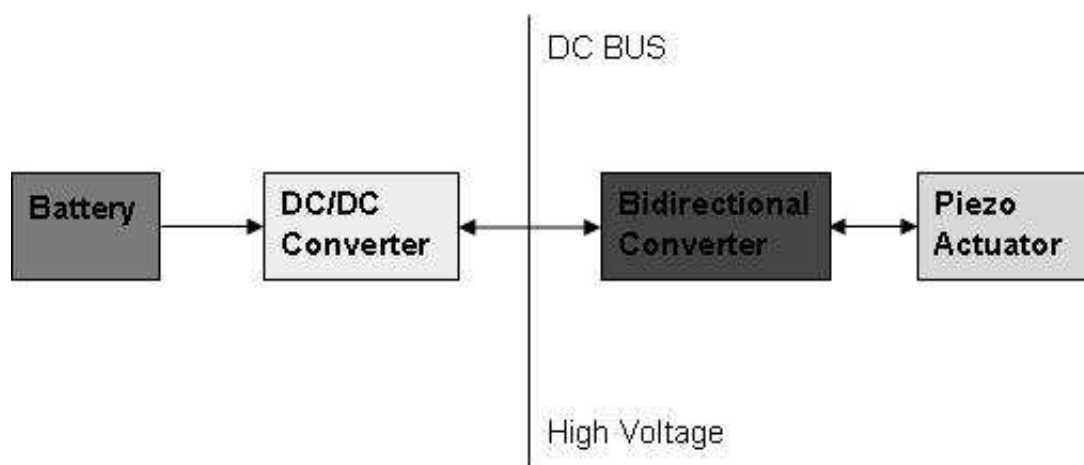 DC BUS
Battery
DC/DC
Converter
Bidirectional
Converter
Piezo
Actuator
High Voltage